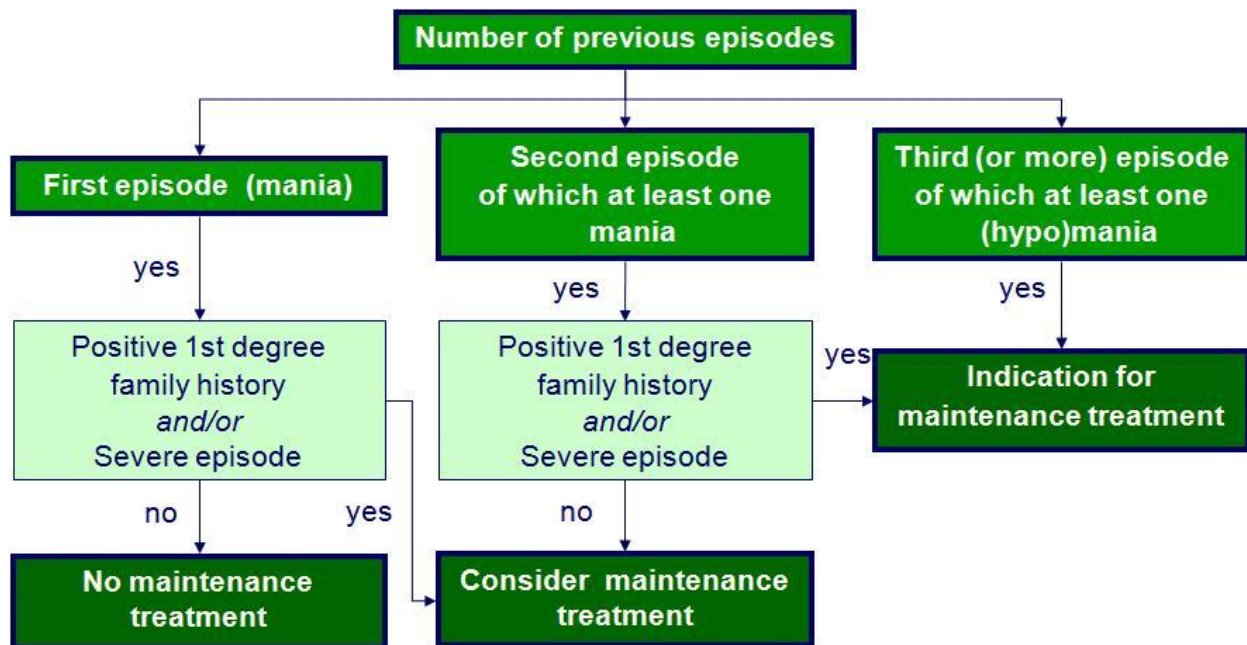 Number of previous episodes
First episode (mania)
Second episode
of which at least one
mania
Third (or more) episode
of which at least one
(hypo)mania
yes
yes
yes
Positive 1st degree
family history
and/or
Severe episode
Positive 1st degree
family history
and/or
Severe episode
yes
Indication for
maintenance treatment
no
yes
no
No maintenance
treatment
Consider maintenance
treatment